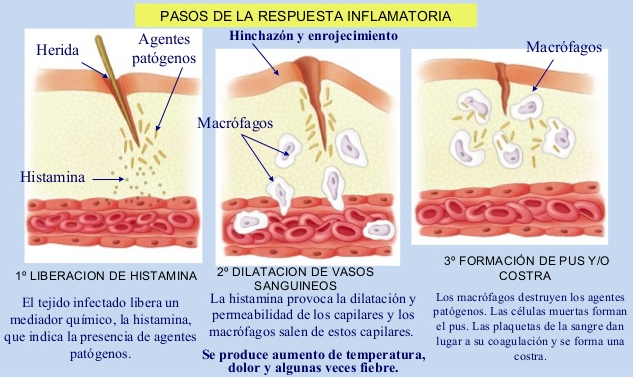 PASOS DE LA RESPUESTA INFLAMATORIA
Herida
Agentes
patógenos
Histamina
1º LIBERACION DE HISTAMINA
El tejido infectado libera un
mediador químico, la histamina,
que indica la presencia de agentes
patógenos.
Hinchazón y enrojecimiento
Macrófagos
2º DILATACION DE VASOS
SANGUINEOS
La histamina provoca la dilatación y
permeabilidad de los capilares y los
macrófagos salen de estos capilares.
Se produce aumento de temperatura,
dolor y algunas veces fiebre.
Macrófagos
3º FORMACIÓN DE PUS Y/O
COSTRA
Los macrófagos destruyen los agentes
patógenos. Las células muertas forman
el pus. Las plaquetas de la sangre dan
lugar a su coagulación y se forma una
costra.